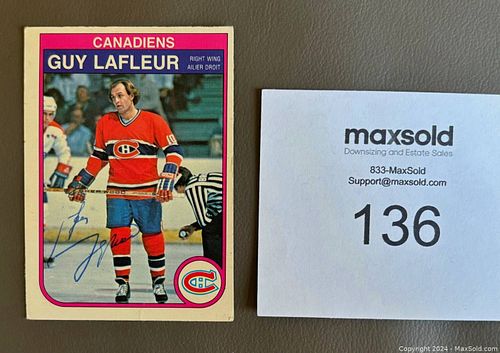 CANADIENS
GUY LAFLEUR
RIGHT WING
AILIER DROIT
maxsold
Downsizing and Estate Sales
833-MaxSold
Support@maxsold.com
136
Copyright © 2024 - MaxSold.com